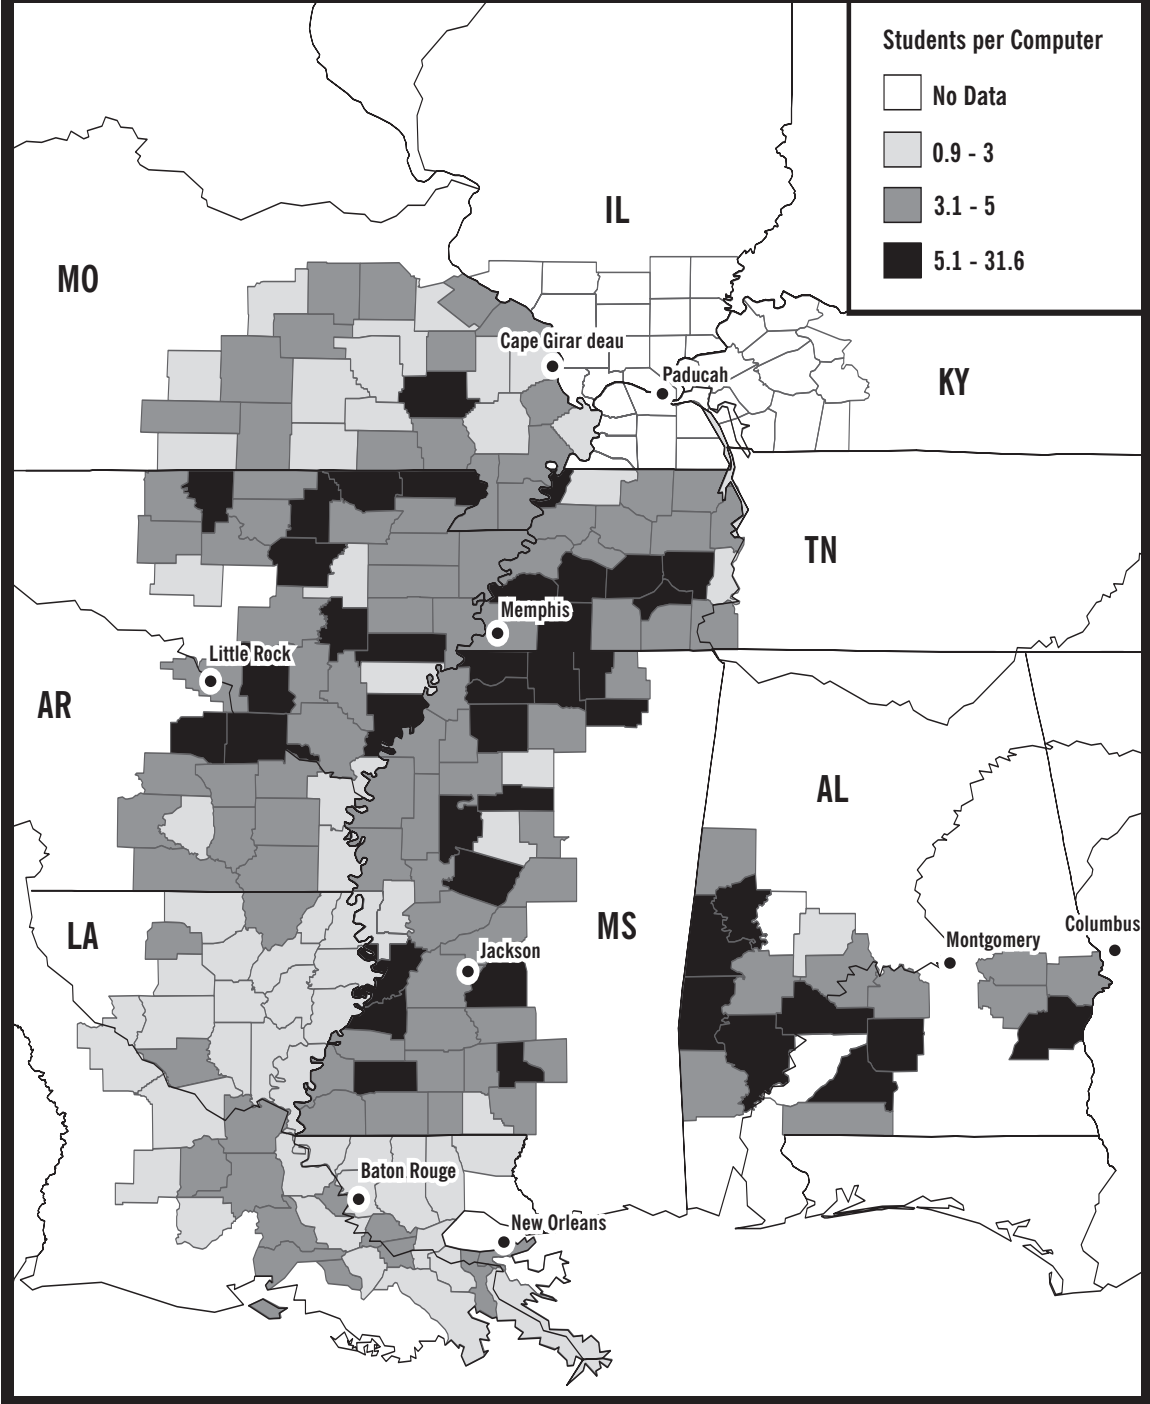 Students per Computer
No Data
0.9 - 3
3.1 - 5
5.1 - 31.6
IL
MO
Cape Girar deau
Paducah
KY
TN
Memphis
Little Rock
AR
AL
MS
LA
Columbus
Montgomery
Jackson
Baton Rouge
New Orleans